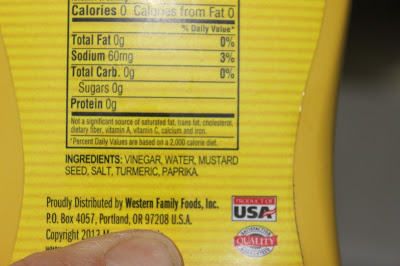 Calories 0 Calories from Fat 0
% Daily Value*
Total Fat 0g 0%
Sodium 60mg 3%
Total Carb. 0g 0%
Sugars 0g
Protein 0g
Not a significant source of saturated fat, trans fat, cholesterol,
dietary fiber, vitamin A, vitamin C, calcium and iron.
*Percent Daily Values are based on a 2,000 calorie diet.
INGREDIENTS: VINEGAR, WATER, MUSTARD
SEED, SALT, TURMERIC, PAPRIKA.
Proudly Distributed by Western Family Foods, Inc.
P.O. Box 4057, Portland, OR 97208 U.S.A.
Copyright
PRODUCT OF
USA
SATISFACTION
QUALITY
GUARANTEED